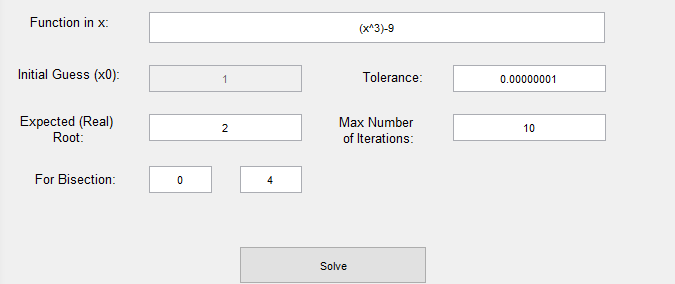 Function in x:
(x^3)-9
Initial Guess (x0):
1
Tolerance:
0.00000001
Expected (Real)
Root:
2
Max Number
of Iterations:
10
For Bisection:
0
4
Solve